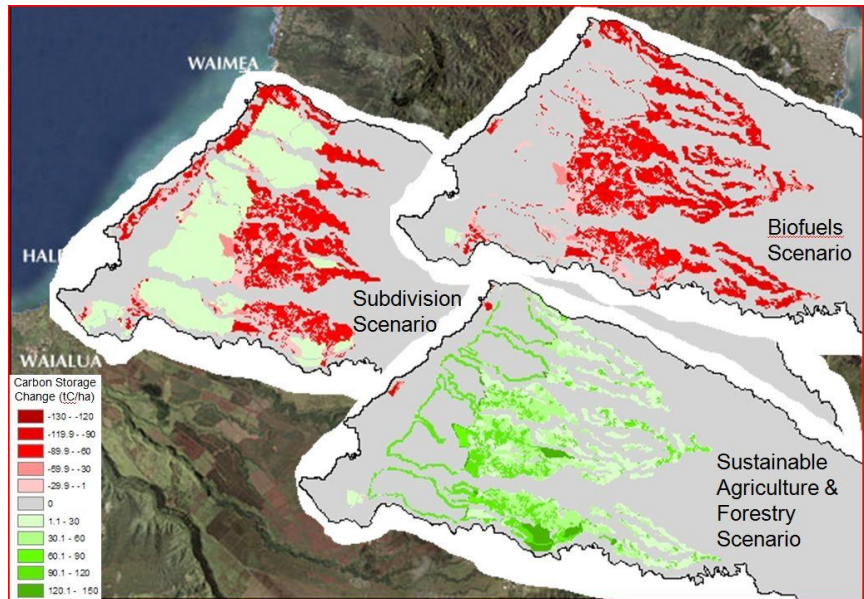 WAIMEA
HALE
WAIALUA
Subdivision
Scenario
Biofuels
Scenario
Sustainable
Agriculture &
Forestry
Scenario
Carbon Storage
Change (tC/ha)
-130 - -120
-119.9 - -90
-89.9 - -60
-59.9 - -30
-29.9 - -1
0
1.1 - 30
30.1 - 60
60.1 - 90
90.1 - 120
120.1 - 150